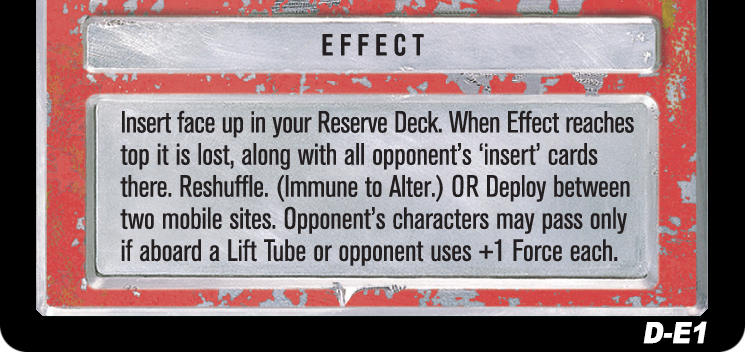 EFFECT
Insert face up in your Reserve Deck. When Effect reaches
top it is lost, along with all opponent's 'insert' cards
there. Reshuffle. (Immune to Alter.) OR Deploy between
two mobile sites. Opponent's characters may pass only
if aboard a Lift Tube or opponent uses +1 Force each.
D-E1